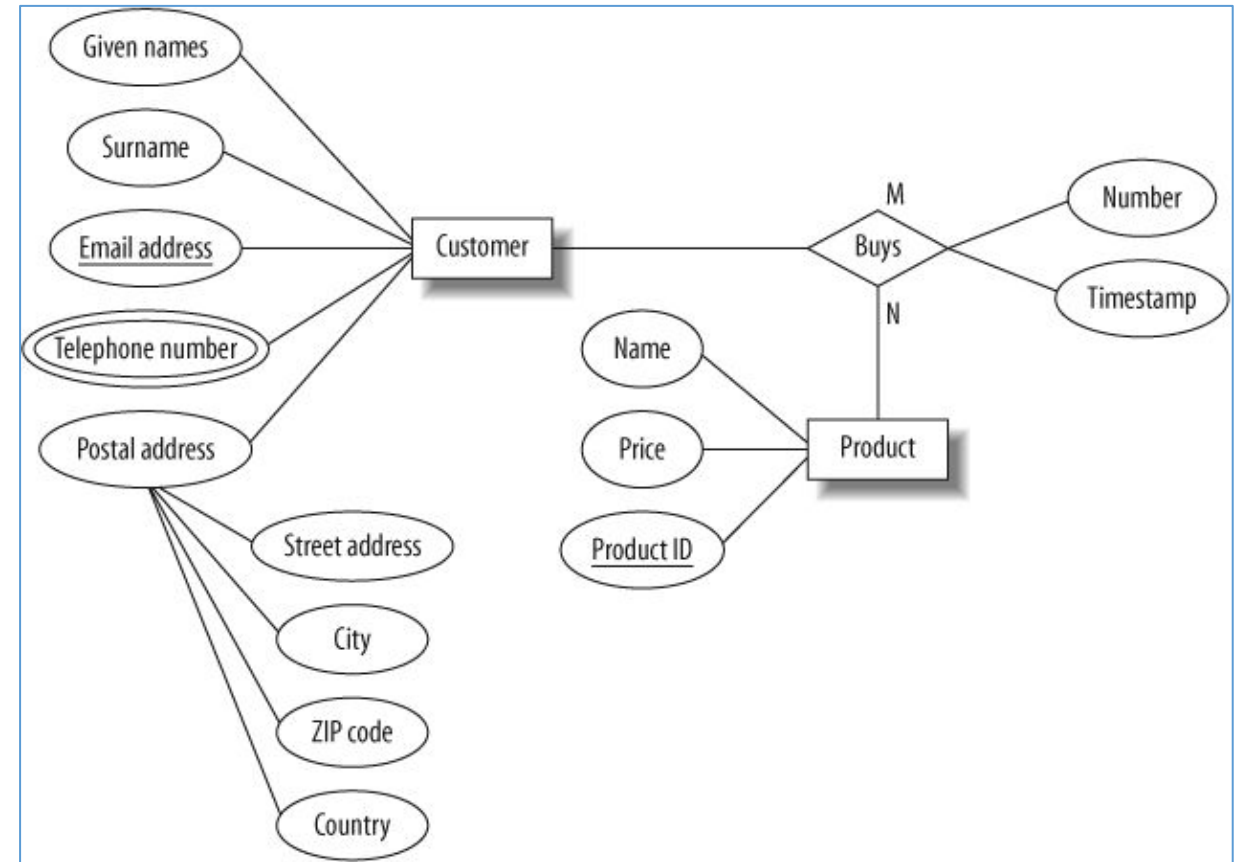 Given names
Surname
Email address
Telephone number
Postal address
Street address
City
ZIP code
Country
Customer
M
Buys
N
Number
Timestamp
Name
Price
Product ID
Product